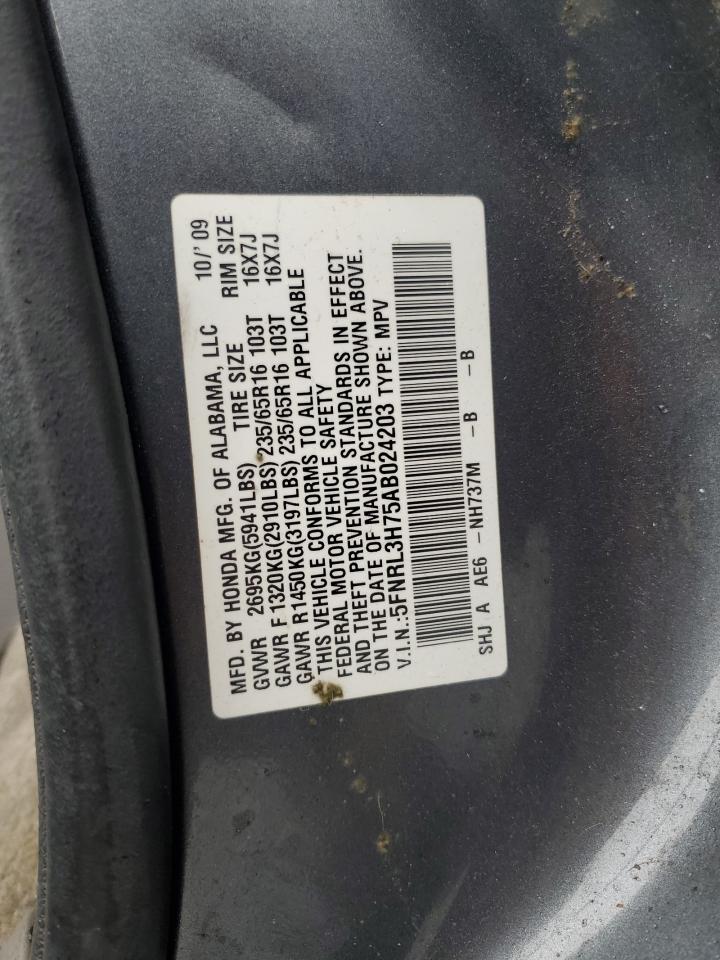 MFD. BY HONDA MFG. OF ALABAMA, LLC 10/' 09
GVWR 2695KG(5941LBS) TIRE SIZE RIM SIZE
GAWR F 1320KG(2910LBS) 235/65R16 103T 16X7J
GAWR R1450KG(3197LBS) 235/65R16 103T 16X7J
THIS VEHICLE CONFORMS TO ALL APPLICABLE
FEDERAL MOTOR VEHICLE SAFETY
AND THEFT PREVENTION STANDARDS IN EFFECT
ON THE DATE OF MANUFACTURE SHOWN ABOVE.
V.I.N.:5FNRL3H75AB024203 TYPE: MPV
SHJ A AE6 -NH737M -B -B